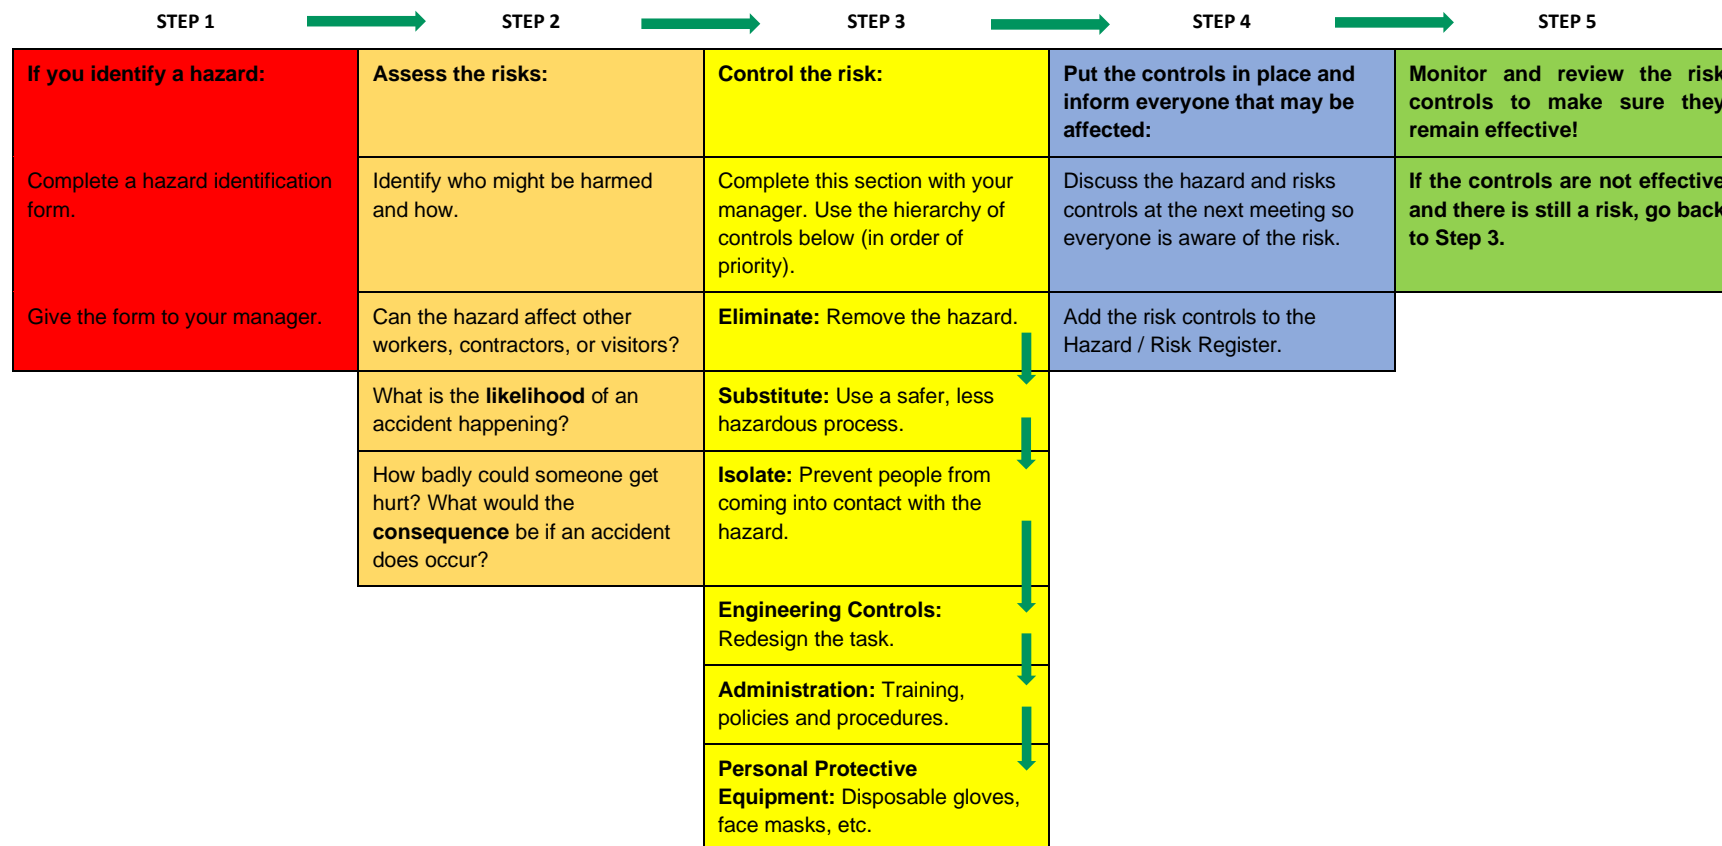 STEP 1
STEP 2
STEP 3
STEP 4
STEP 5
If you identify a hazard:
Complete a hazard identification
form.
Give the form to your manager.
Assess the risks:
Identify who might be harmed
and how.
Can the hazard affect other
workers, contractors, or visitors?
What is the likelihood of an
accident happening?
How badly could someone get
hurt? What would the
consequence be if an accident
does occur?
Control the risk:
Complete this section with your
manager. Use the hierarchy of
controls below (in order of
priority).
Eliminate: Remove the hazard.
Substitute: Use a safer, less
hazardous process.
Isolate: Prevent people from
coming into contact with the
hazard.
Engineering Controls:
Redesign the task.
Administration: Training,
policies and procedures.
Personal Protective
Equipment: Disposable gloves,
face masks, etc.
Put the controls in place and
inform everyone that may be
affected:
Discuss the hazard and risks
controls at the next meeting so
everyone is aware of the risk.
Add the risk controls to the
Hazard / Risk Register.
Monitor and review the risk
controls to make sure they
remain effective!
If the controls are not effective
and there is still a risk, go back
to Step 3.